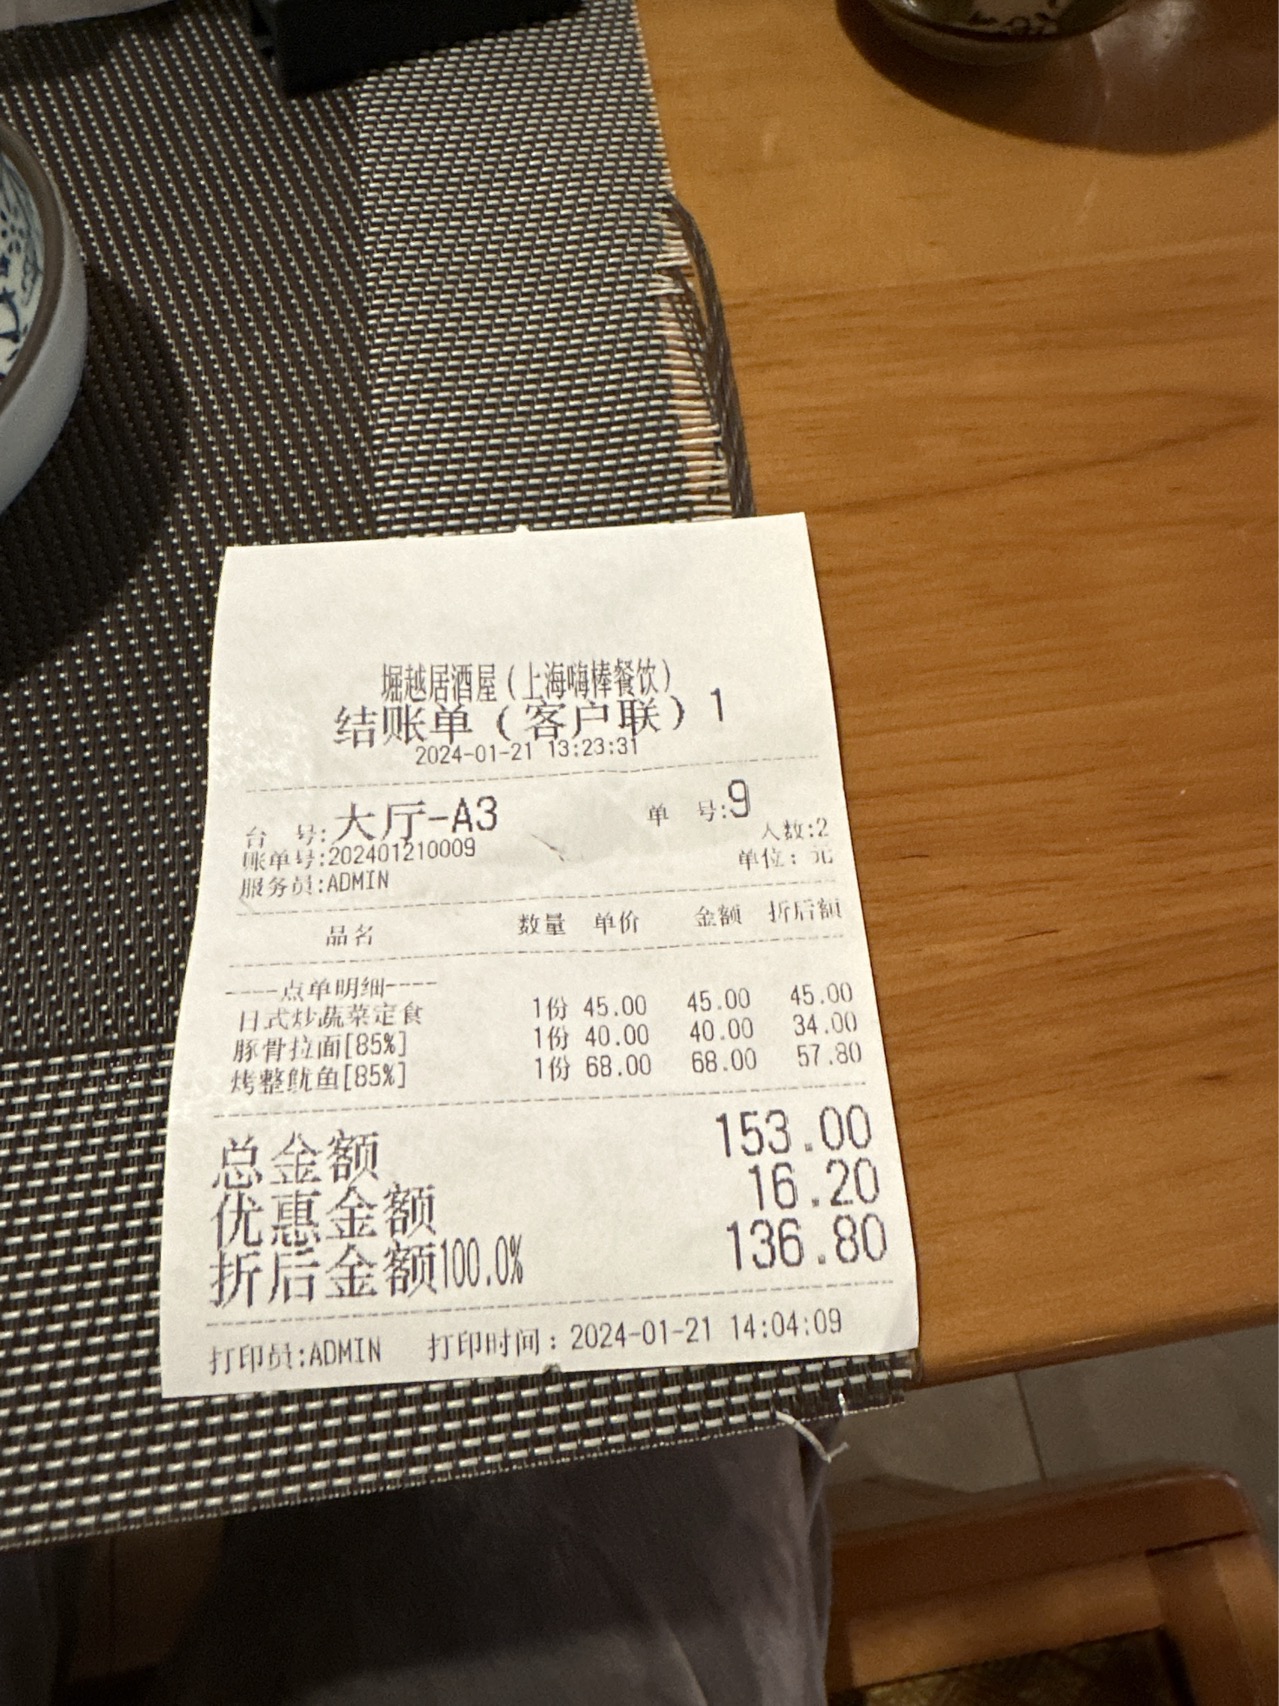 堀越居酒屋（上海嗨棒餐饮）
结账单（客户联）1
2024-01-21 13:23:31
台 号:大厅-A3 单 号:9
账单号:202401210009 人数:2
服务员:ADMIN 单位：元
品名 数量 单价 金额 折后额
----点单明细----
日式炒蔬菜定食 1份 45.00 45.00 45.00
豚骨拉面[85%] 1份 40.00 40.00 34.00
烤整鱿鱼[85%] 1份 68.00 68.00 57.80
总金额 153.00
优惠金额 16.20
折后金额100.0% 136.80
打印员:ADMIN 打印时间：2024-01-21 14:04:09